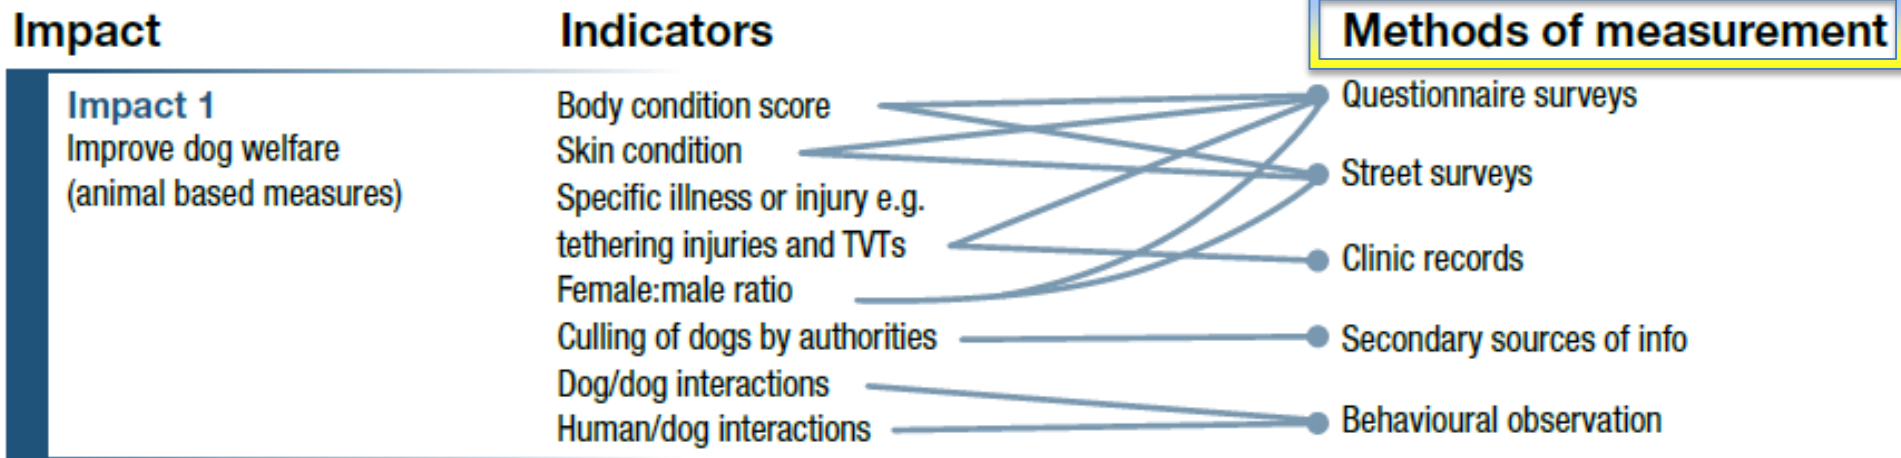 Impact
Indicators
Methods of measurement
Impact 1
Improve dog welfare
(animal based measures)
Body condition score
Skin condition
Specific illness or injury e.g.
tethering injuries and TVTs
Female:male ratio
Culling of dogs by authorities
Dog/dog interactions
Human/dog interactions
Questionnaire surveys
Street surveys
Clinic records
Secondary sources of info
Behavioural observation